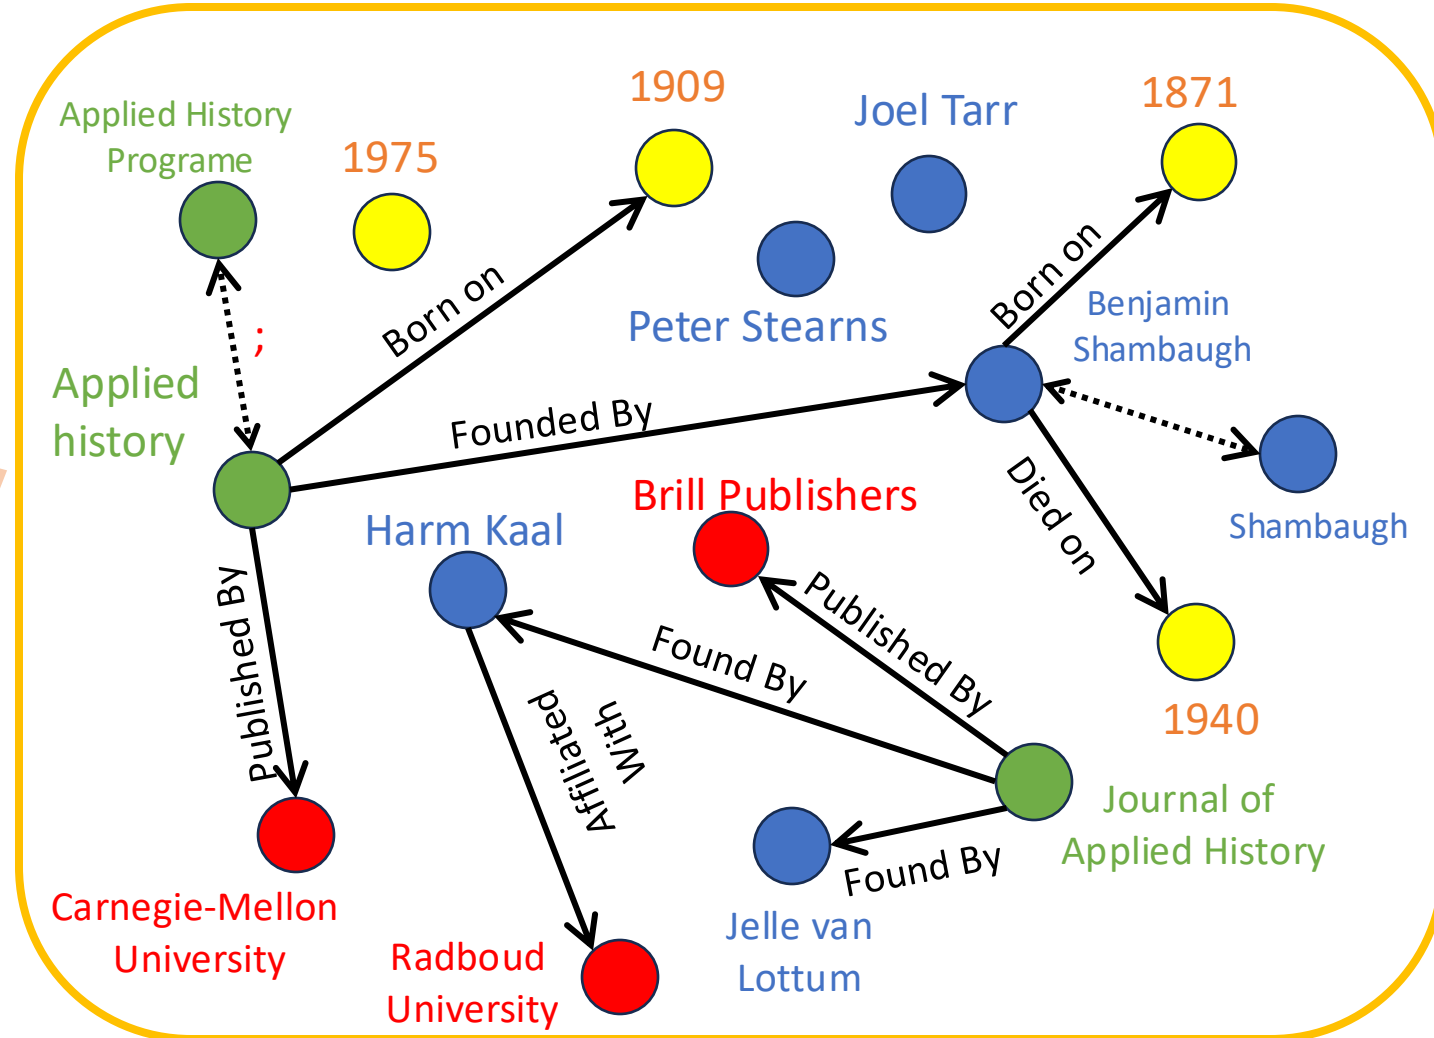 1909
1871
Applied History
Programe
Joel Tarr
1975
Born on
Born on
Benjamin
Shambaugh
;
Peter Stearns
Applied
history
Founded By
Died on
Brill Publishers
Harm Kaal
Shambaugh
Published By
Published By
Found By
Affiliated
With
1940
Journal of
Applied History
Found By
Carnegie-Mellon
University
Jelle van
Lottum
Radboud
University